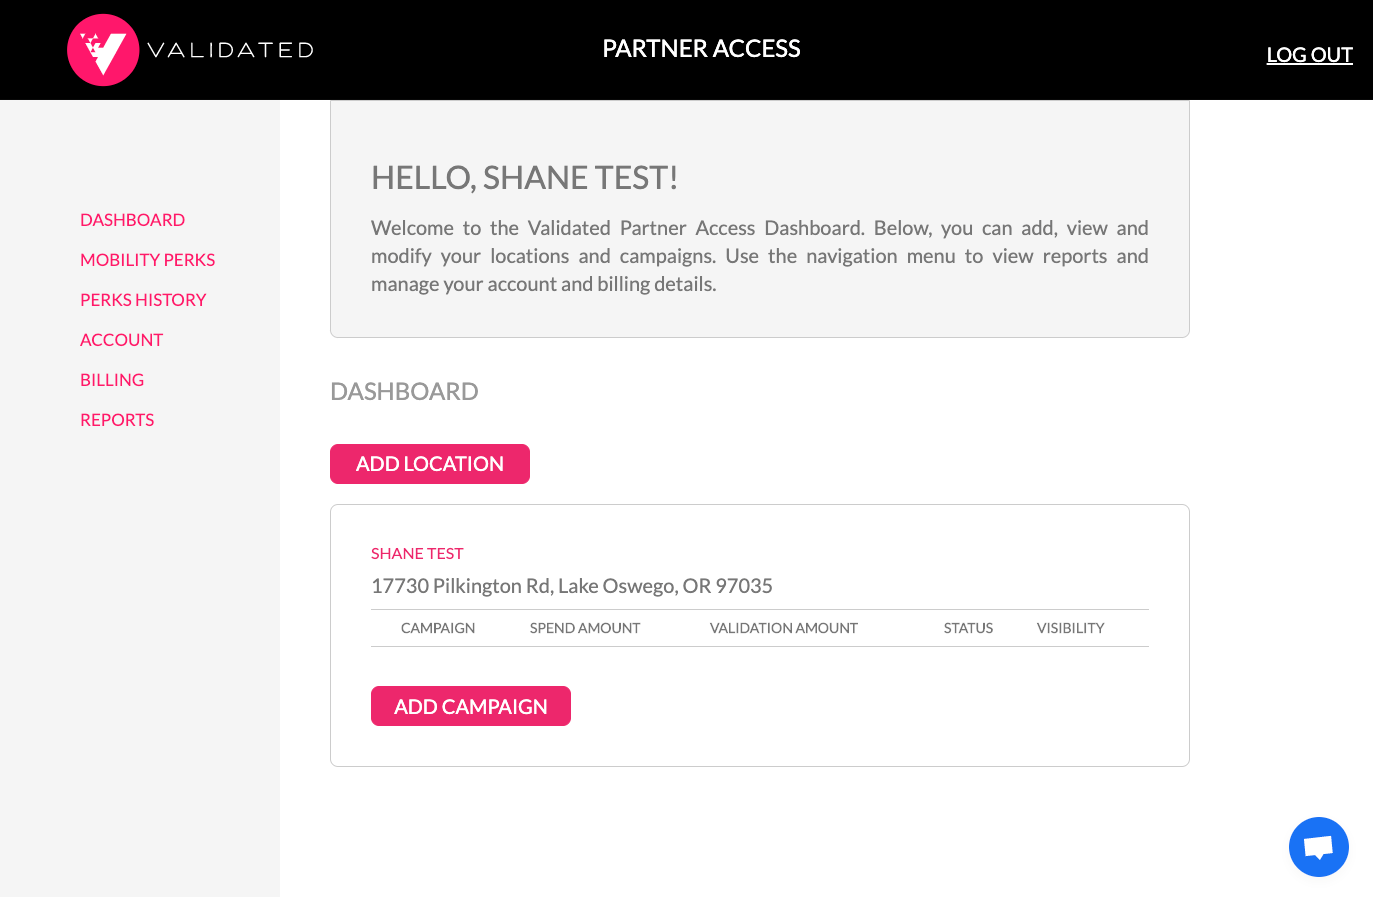 VALIDATED
PARTNER ACCESS
LOG OUT
DASHBOARD
MOBILITY PERKS
PERKS HISTORY
ACCOUNT
BILLING
REPORTS
HELLO, SHANE TEST!
Welcome to the Validated Partner Access Dashboard. Below, you can add, view and
modify your locations and campaigns. Use the navigation menu to view reports and
manage your account and billing details.
DASHBOARD
ADD LOCATION
SHANE TEST
17730 Pilkington Rd, Lake Oswego, OR 97035
CAMPAIGN SPEND AMOUNT VALIDATION AMOUNT STATUS VISIBILITY
ADD CAMPAIGN